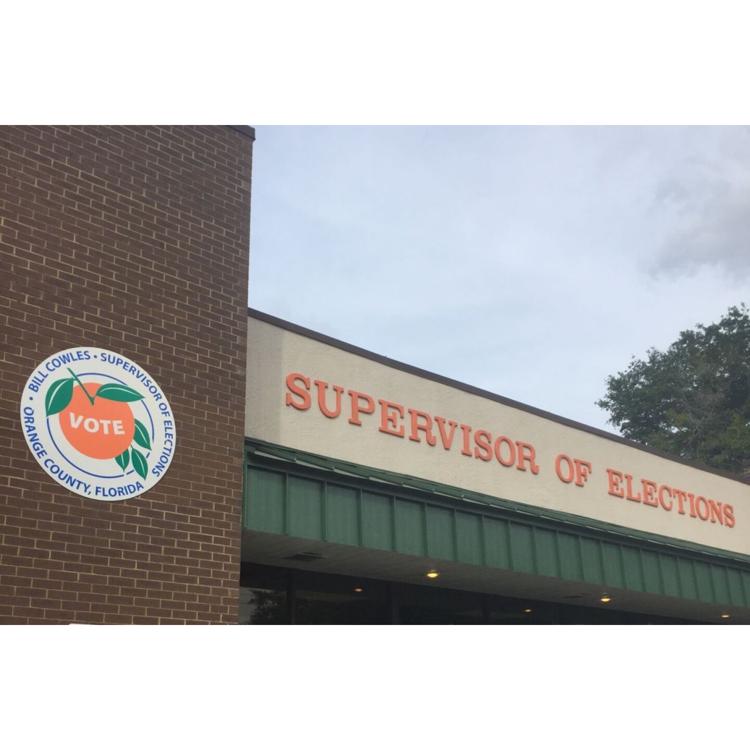 BILL COWLES • SUPERVISOR OF ELECTIONS •
ORANGE COUNTY, FLORIDA
VOTE
SUPERVISOR OF ELECTIONS